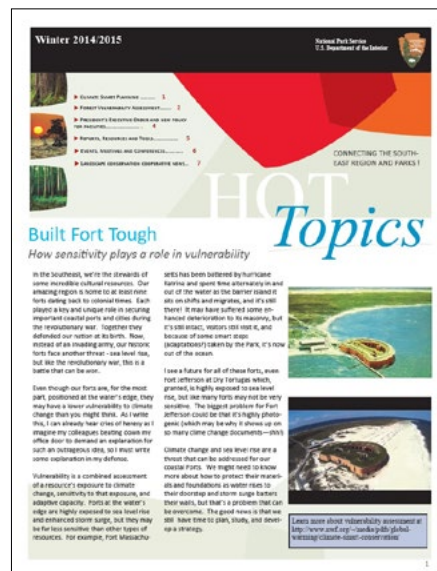 Winter 2014/2015
National Park Service
U.S. Department of the Interior
CLIMATE SMART PLANNING ......... 1
FOREST VULNERABILITY ASSESSMENT..... 2
PRESIDENT'S EXECUTIVE ORDER AND NEW POLICY
FOR FACILITIES..................... 4
REPORTS, RESOURCES AND TOOLS........ 5
EVENTS, MEETINGS AND CONFERENCES.... 6
LANDSCAPE CONSERVATION COOPERATIVE NEWS... 7
CONNECTING THE SOUTH-
EAST REGION AND PARKS!
HOT
Topics
Built Fort Tough
How sensitivity plays a role in vulnerability
In the Southeast, we're the stewards of
some incredible cultural resources. Our
amazing region is home to at least nine
forts dating back to colonial times. Each
played a key and unique role in securing
important coastal ports and cities during
the revolutionary war. Together they
defended our nation at its birth. Now,
instead of an invading army, our historic
forts face another threat - sea level rise,
but like the revolutionary war, this is a
battle that can be won.
Even though our forts are, for the most
part, positioned at the water's edge, they
may have a lower vulnerability to climate
change than you might think. As I write
this, I can already hear cries of heresy as I
imagine my colleagues beating down my
office door to demand an explanation for
such an outrageous idea, so I must write
some explanation in my defense.
Vulnerability is a combined assessment
of a resource's exposure to climate
change, sensitivity to that exposure, and
adaptive capacity. Forts at the water's
edge are highly exposed to sea level rise
and enhanced storm surge, but they may
be far less sensitive than other types of
resources. For example, Fort Massachu-
setts has been battered by hurricane
Katrina and spent time alternately in and
out of the water as the barrier island it
sits on shifts and migrates, and it's still
there! It may have suffered some en-
hanced deterioration to its masonry, but
it's still intact, visitors still visit it, and
because of some smart steps
(adaptations!) taken by the Park, it's now
out of the ocean.
I see a future for all of these forts, even
Fort Jefferson at Dry Tortugas which,
granted, is highly exposed to sea level
rise, but like many forts may not be very
sensitive. The biggest problem for Fort
Jefferson could be that it's highly photo-
genic (which may be why it shows up on
so many clime change documents—shh!)
Climate change and sea level rise are a
threat that can be addressed for our
coastal Forts. We might need to know
more about how to protect their materi-
als and foundations as water rises to
their doorstep and storm surge batters
their walls, but that's a problem that can
be overcome. The good news is that we
still have time to plan, study, and devel-
op a strategy.
Learn more about vulnerability assessment at
http://www.nwf.org/~/media/pdfs/global-
warming/climate-smart-conservation/
1